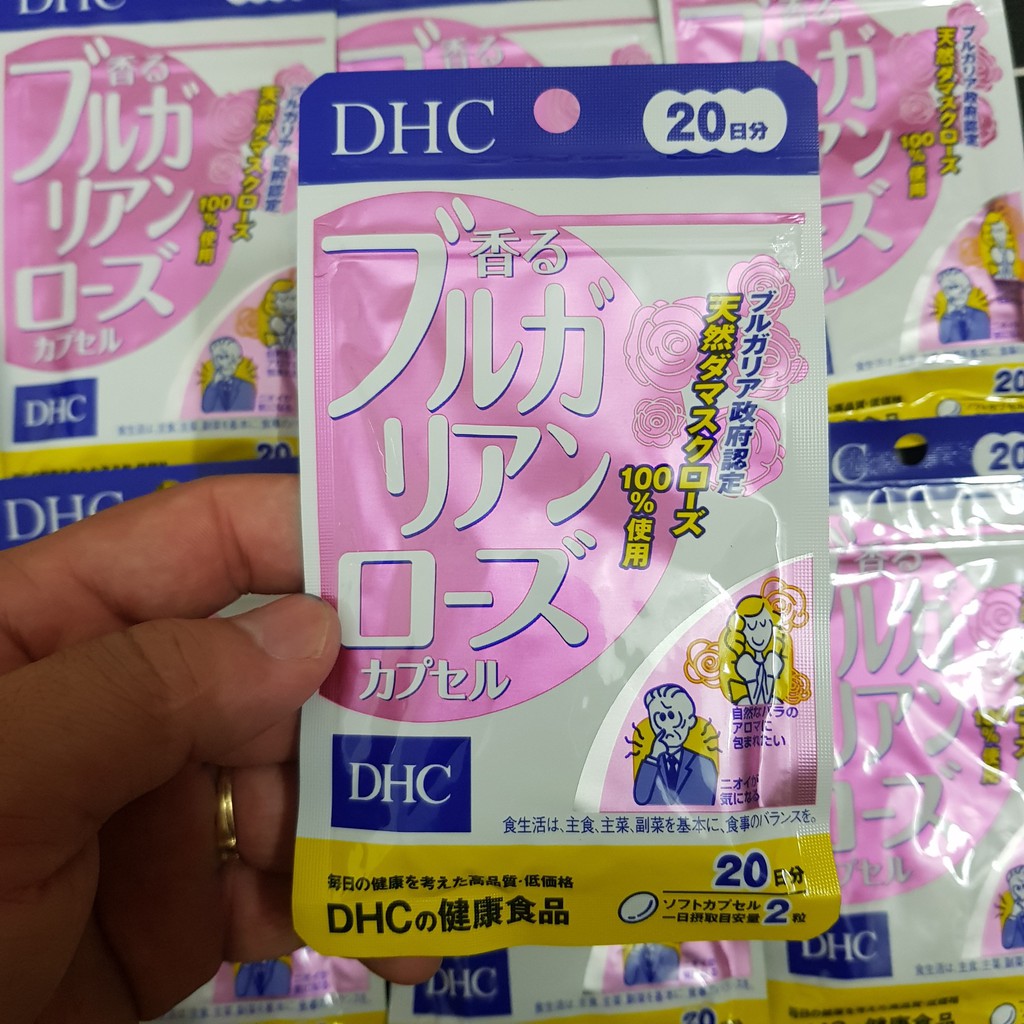 DHC
20日分
香る
ブルガ
リアン
ローズ
カプセル
ブルガリア政府認定
天然ダマスクローズ
100%使用
自然なバラの
アロマに
包まれたい
ニオイが
気になる
DHC
食生活は、主食、主菜、副菜を基本に、食事のバランスを。
毎日の健康を考えた高品質・低価格
DHCの健康食品
20日分
ソフトカプセル
一日摂取目安量2粒